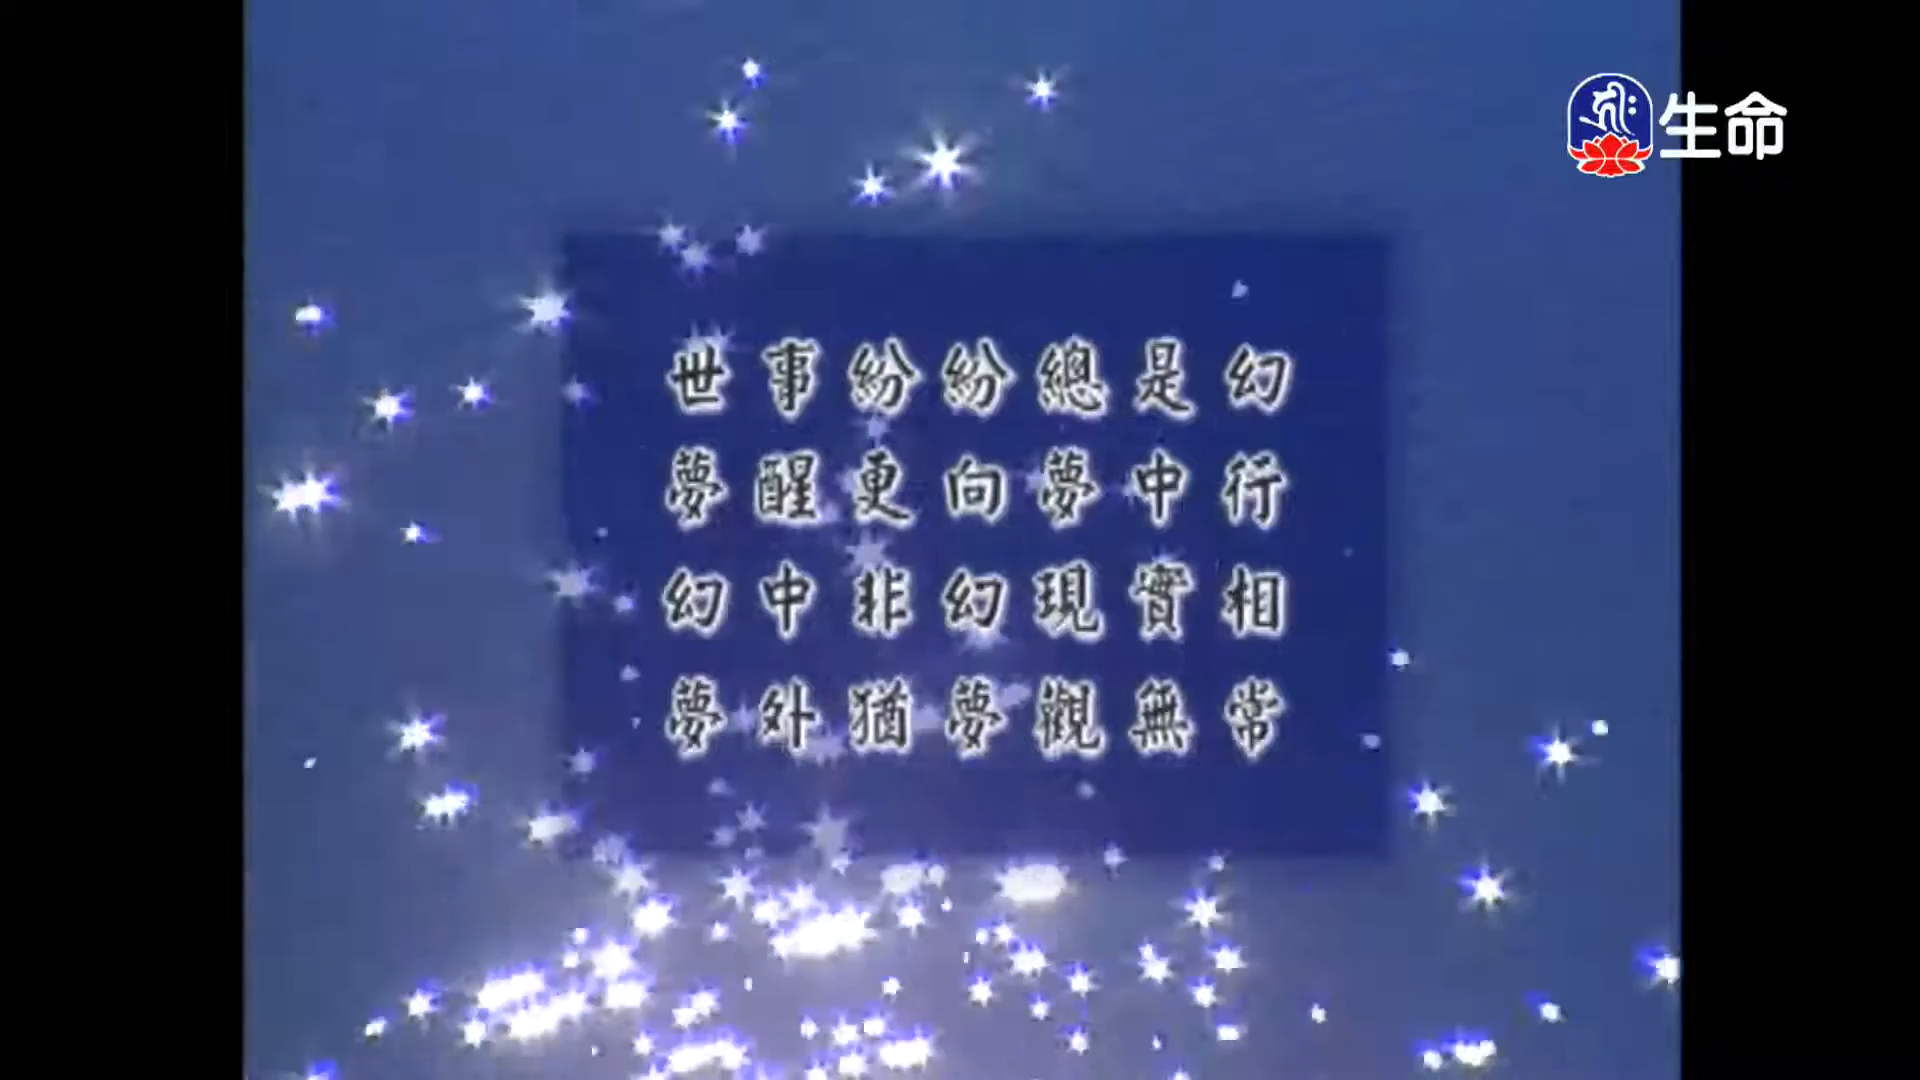 生命
世事紛紛總是幻
夢醒更向夢中行
幻中非幻現實相
夢外猶夢觀無常